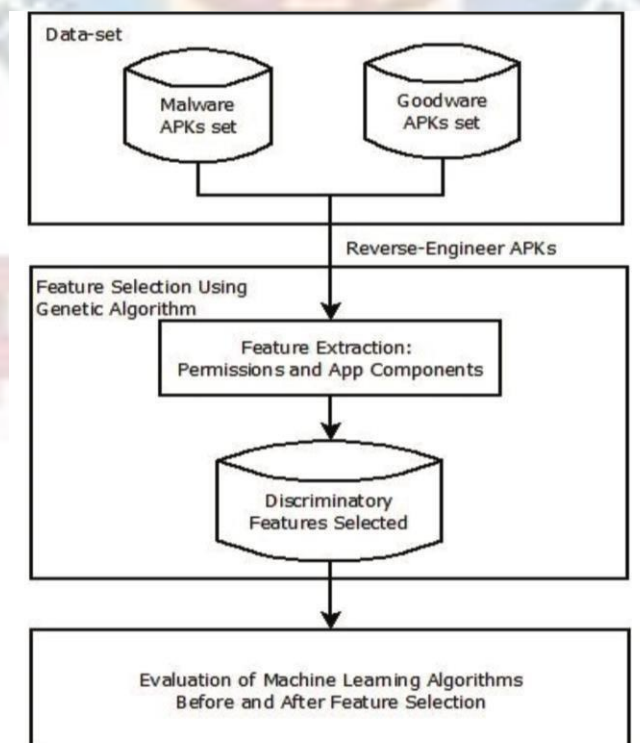 Data-set
Malware
APKs set
Goodware
APKs set
Reverse-Engineer APKs
Feature Selection Using
Genetic Algorithm
Feature Extraction:
Permissions and App Components
Discriminatory
Features Selected
Evaluation of Machine Learning Algorithms
Before and After Feature Selection